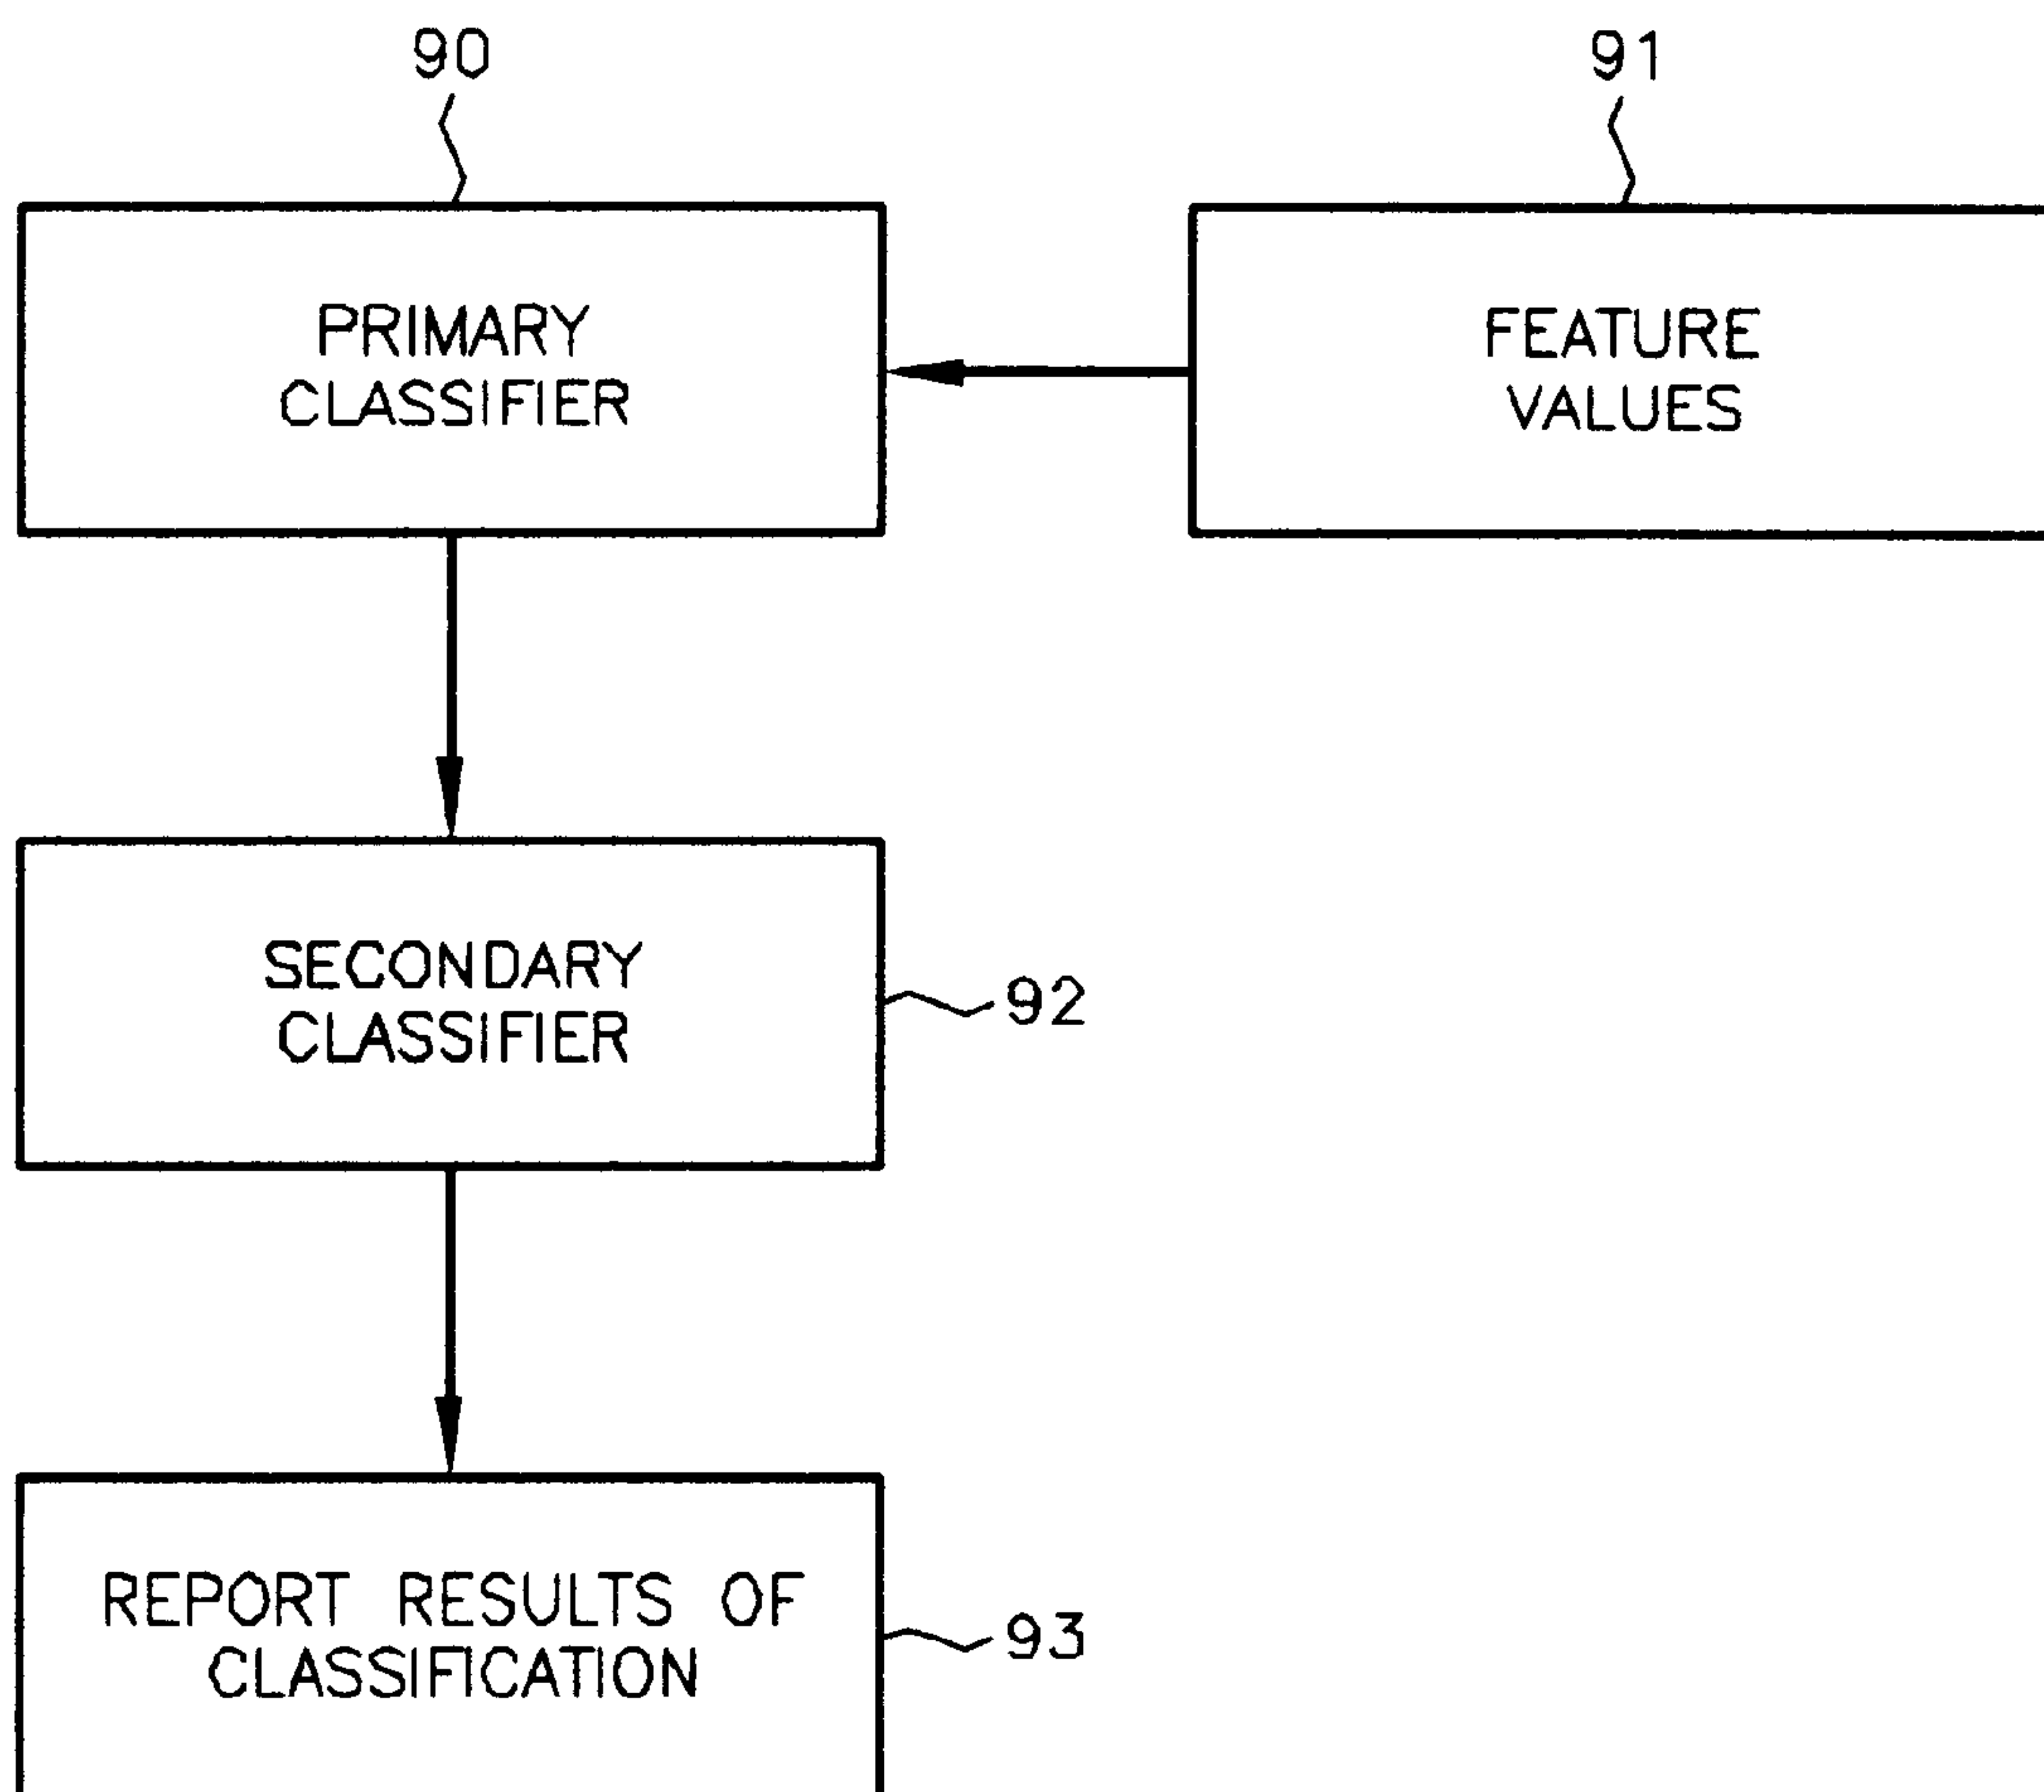 90
91
PRIMARY
CLASSIFIER
FEATURE
VALUES
SECONDARY
CLASSIFIER
92
REPORT RESULTS OF
CLASSIFICATION
93